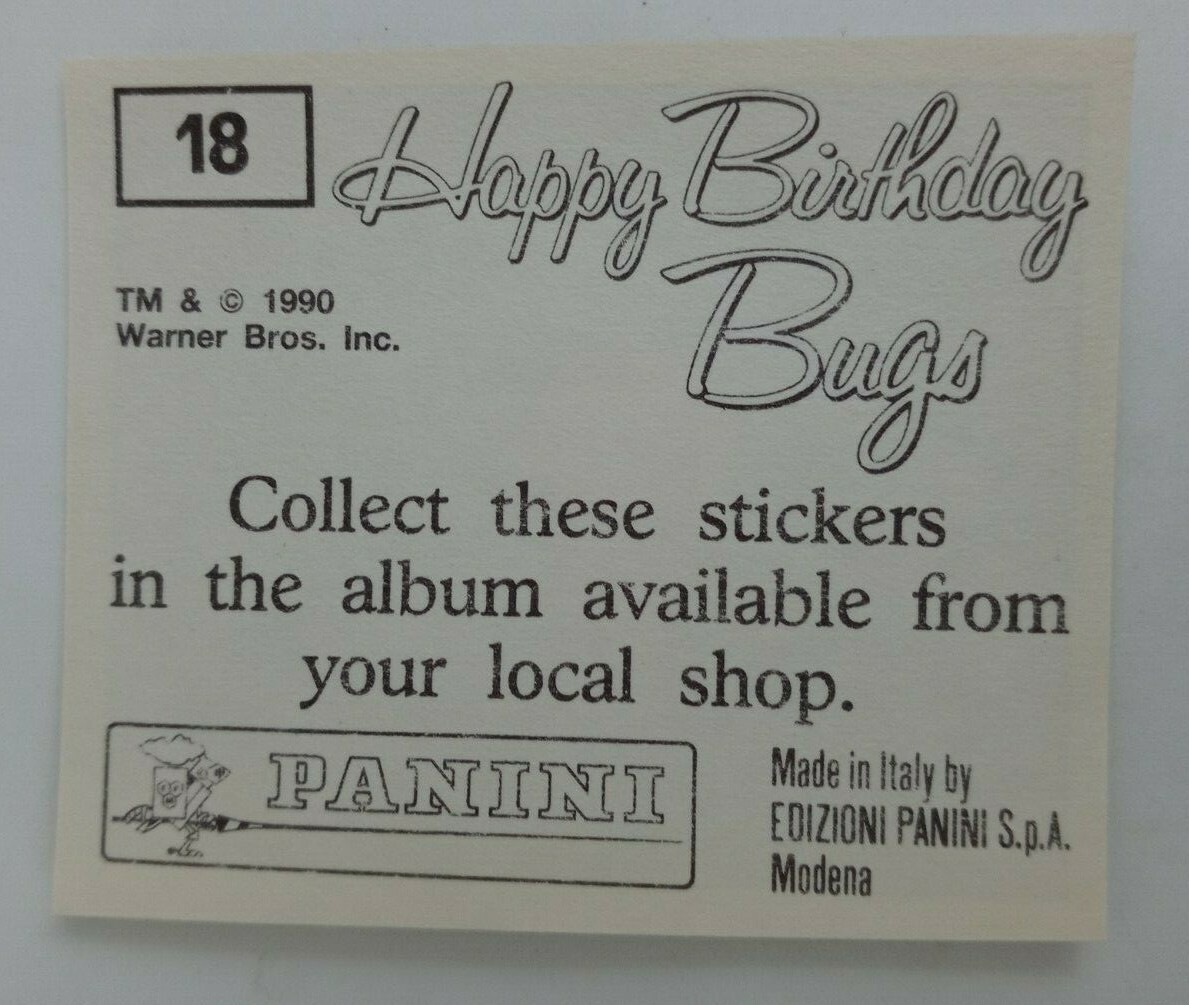 18
Happy Birthday
Bugs
TM & © 1990
Warner Bros. Inc.
Collect these stickers
in the album available from
your local shop.
PANINI
Made in Italy by
EDIZIONI PANINI S.p.A.
Modena